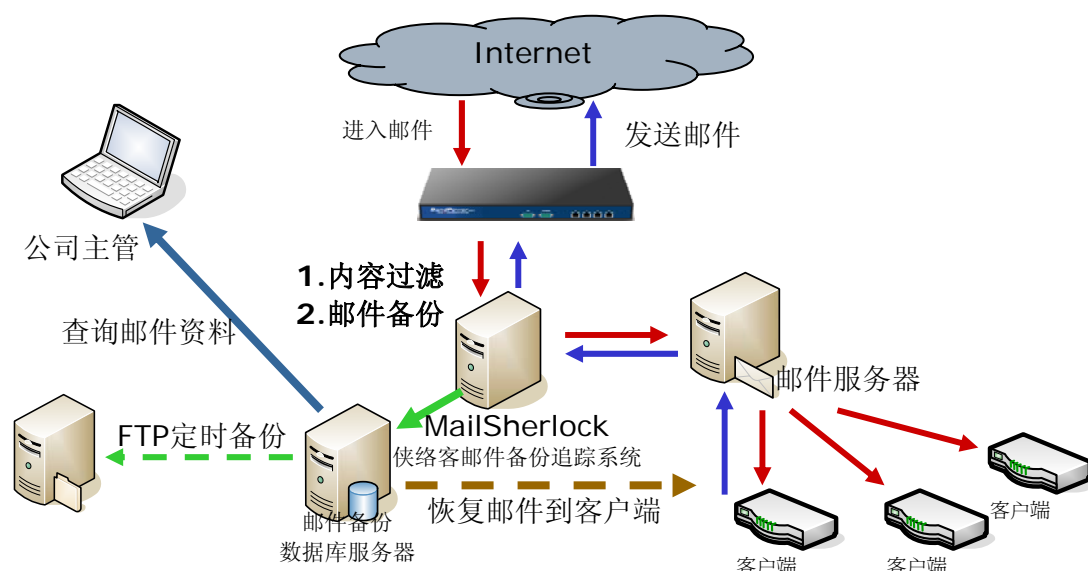 Internet
进入邮件
发送邮件
公司主管
1.内容过滤
2.邮件备份
查询邮件资料
邮件服务器
FTP定时备份
MailSherlock
侠络客邮件备份追踪系统
恢复邮件到客户端
邮件备份
数据库服务器
客户端
客户端
客户端